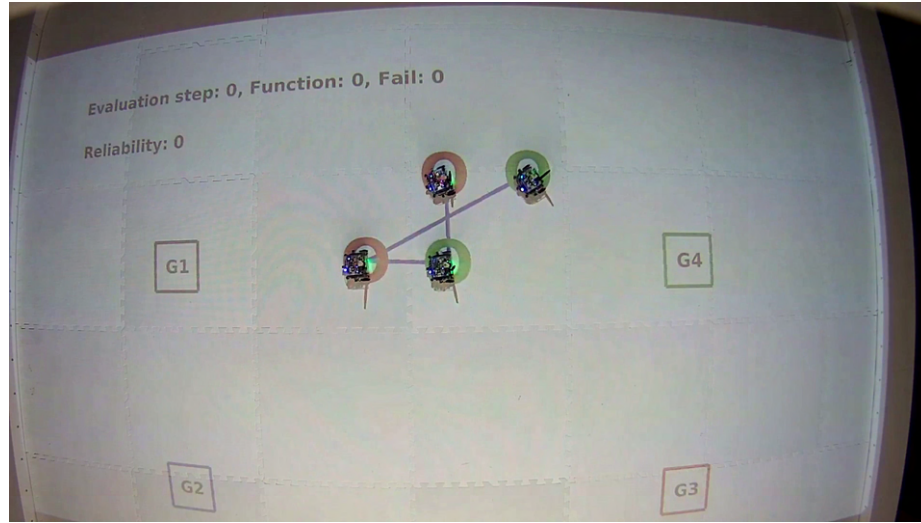 Evaluation step: 0, Function: 0, Fail: 0
Reliability: 0
G1
G4
G2
G3